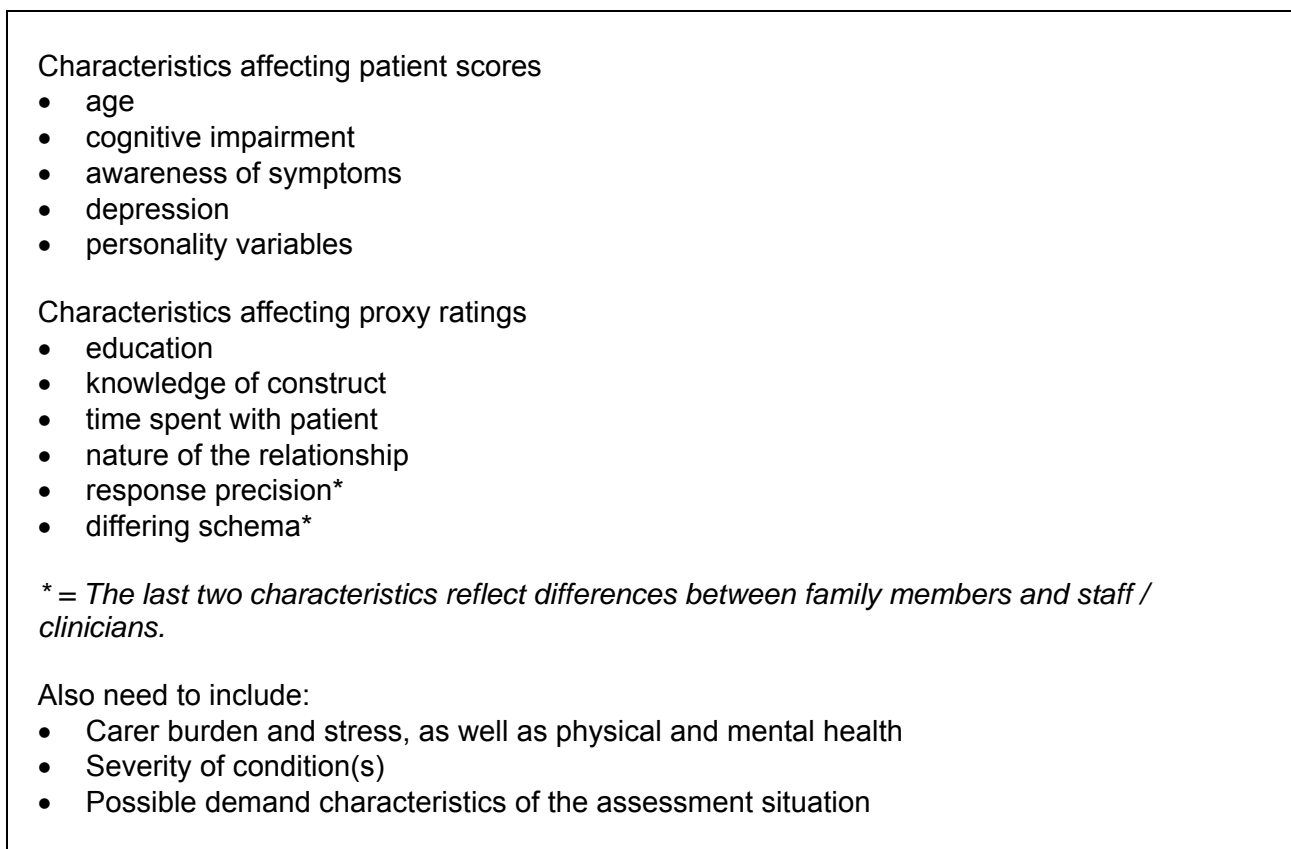 Characteristics affecting patient scores
• age
• cognitive impairment
• awareness of symptoms
• depression
• personality variables
Characteristics affecting proxy ratings
• education
• knowledge of construct
• time spent with patient
• nature of the relationship
• response precision*
• differing schema*
* = The last two characteristics reflect differences between family members and staff /
clinicians.
Also need to include:
• Carer burden and stress, as well as physical and mental health
• Severity of condition(s)
• Possible demand characteristics of the assessment situation